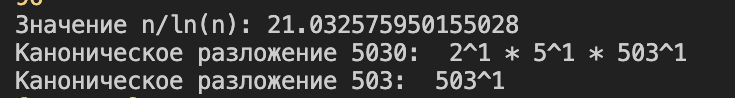 Значение n/ln(n): 21.032575950155028
Каноническое разложение 5030:  2^1 * 5^1 * 503^1
Каноническое разложение 503:  503^1